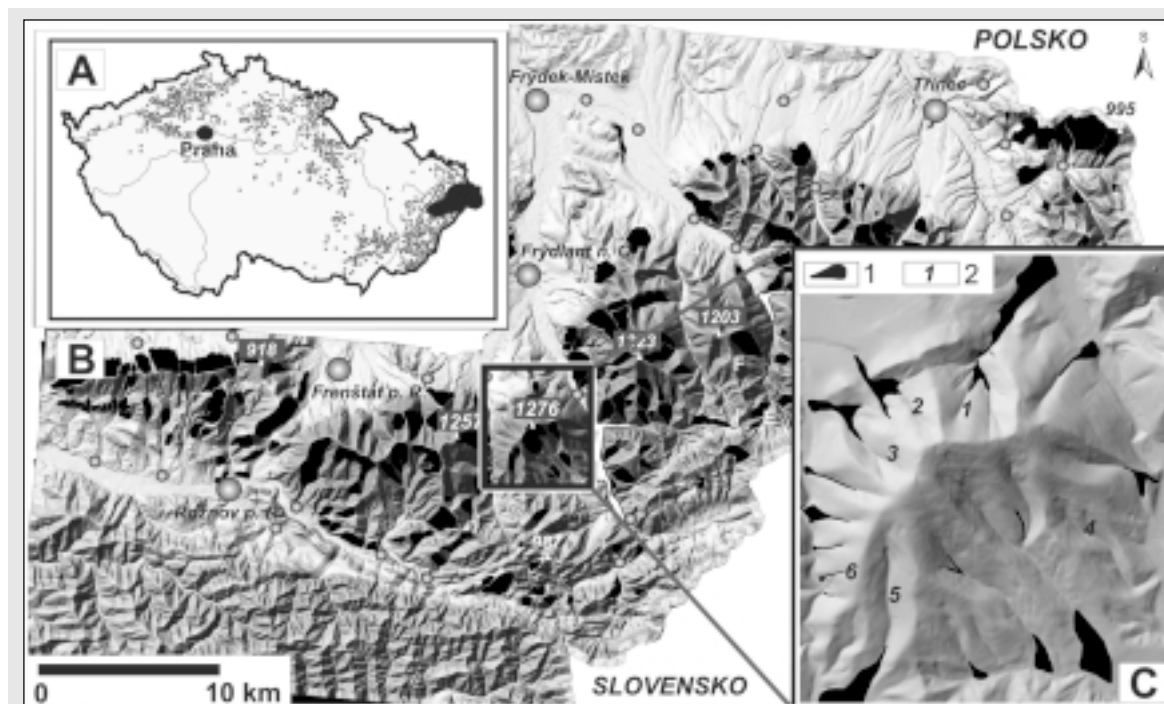 A
Praha
POLSKO
S
Frýdek-Místek
Třinec
995
Frýdlant n. O.
1203
B
918
Frenštát p. R.
1276
1 2
2 1
3
4
6
5
987
Rožnov p. R.
0 10 km
SLOVENSKO
C